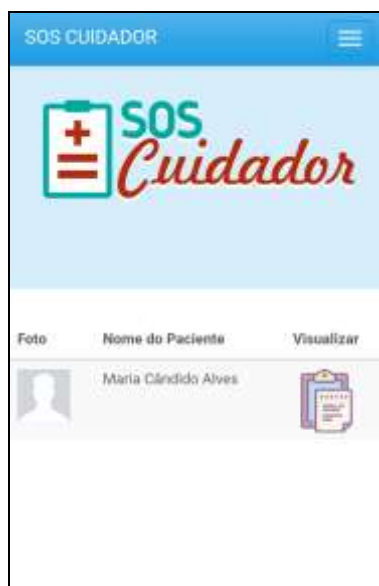 SOS CUIDADOR
SOS
Cuidador
Foto Nome do Paciente Visualizar
Maria Cândido Alves